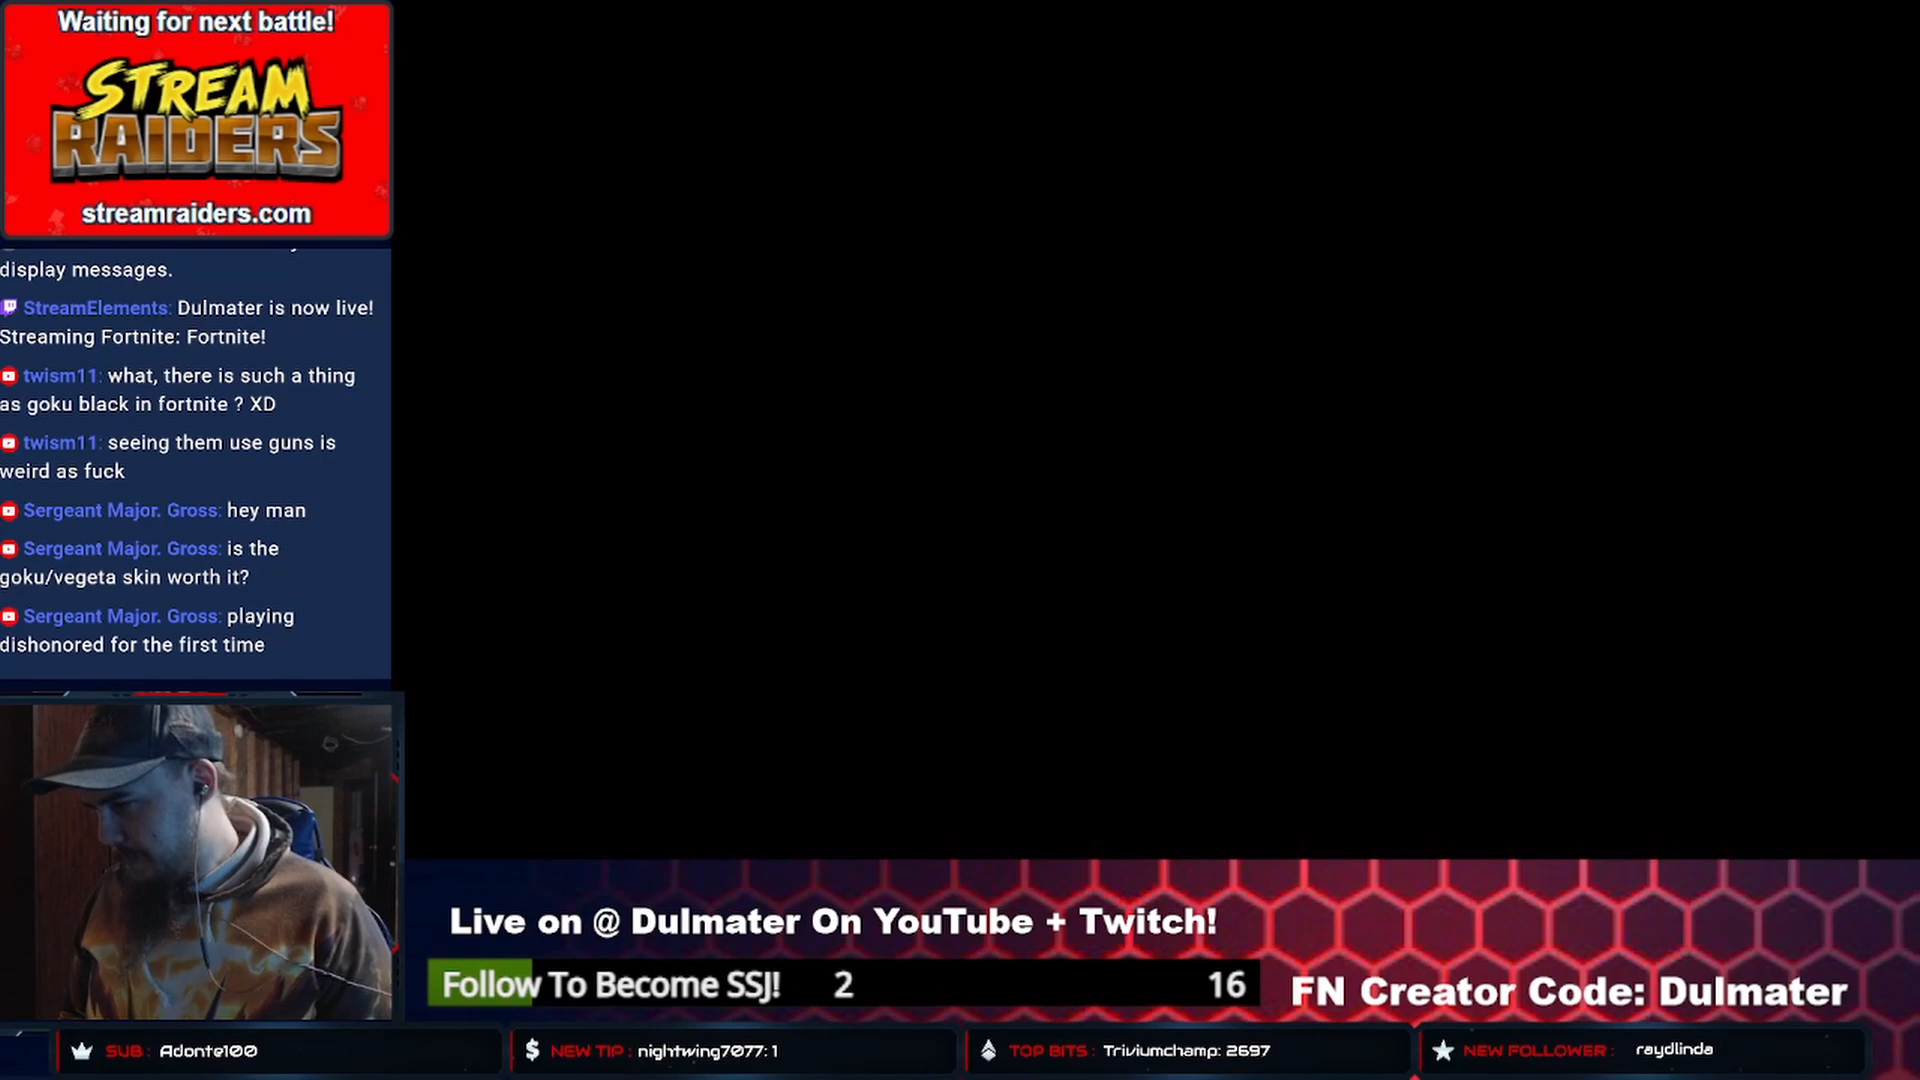 Waiting for next battle!
STREAM
RAIDERS
streamraiders.com
display messages.
StreamElements: Dulmater is now live!
Streaming Fortnite: Fortnite!
twism11: what, there is such a thing
as goku black in fortnite ? XD
twism11: seeing them use guns is
weird as fuck
Sergeant Major. Gross: hey man
Sergeant Major. Gross: is the
goku/vegeta skin worth it?
Sergeant Major. Gross: playing
dishonored for the first time
Live on @ Dulmater On YouTube + Twitch!
Follow To Become SSJ! 2 16
FN Creator Code: Dulmater
SUB: Adonte100
NEW TIP: nightwing7077: 1
TOP BITS: Triviumchamp: 2697
NEW FOLLOWER: raydlinda